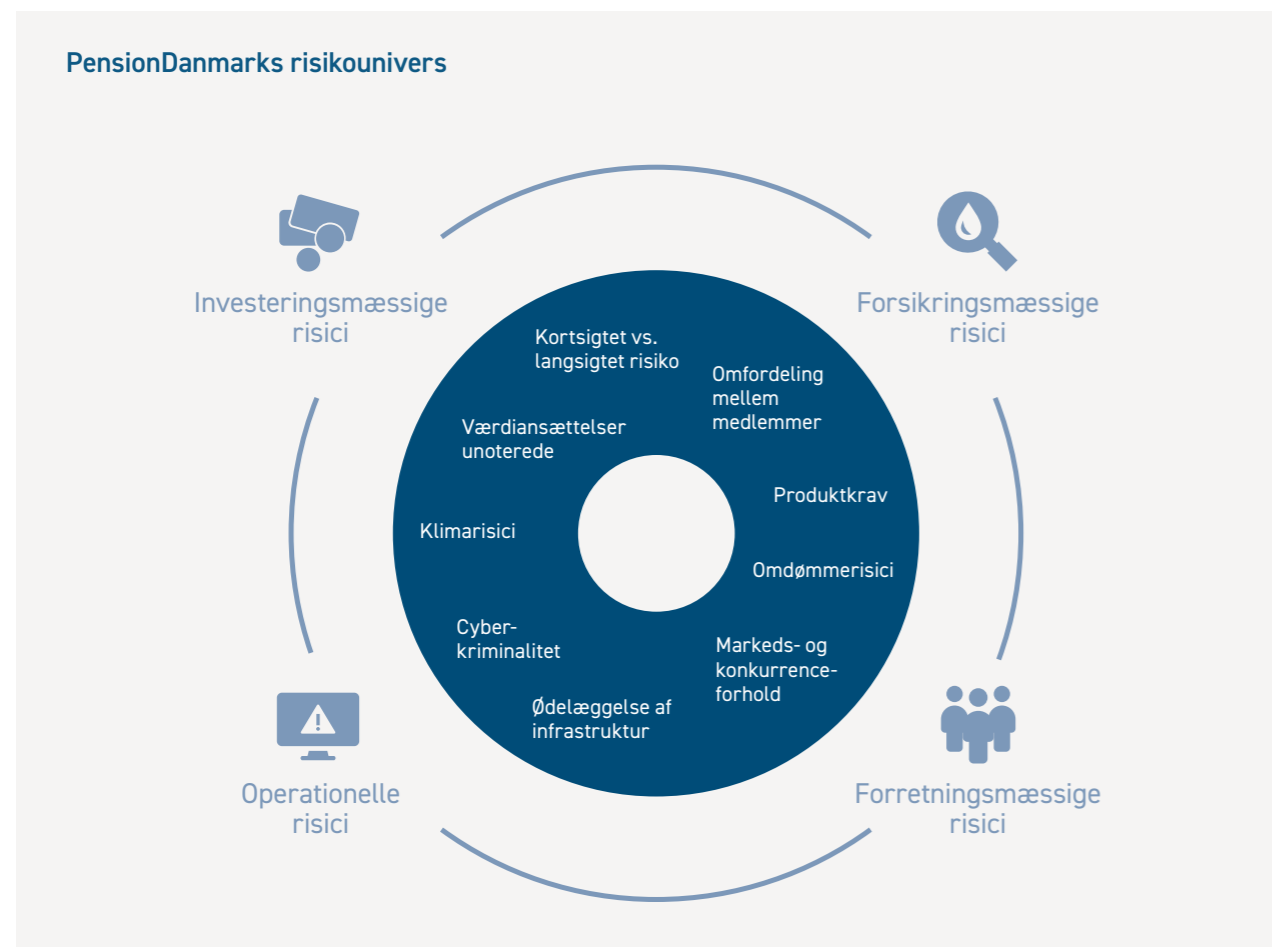 PensionDanmarks risikounivers
Investeringsmæssige
risici
Forsikringsmæssige
risici
Kortsigtet vs.
langsigtet risiko
Omfordeling
mellem
medlemmer
Værdiansættelser
unoterede
Produktkrav
Klimarisici
Omdømmerisici
Cyber-
kriminalitet
Markeds- og
konkurrence-
forhold
Ødelæggelse af
infrastruktur
Operationelle
risici
Forretningsmæssige
risici